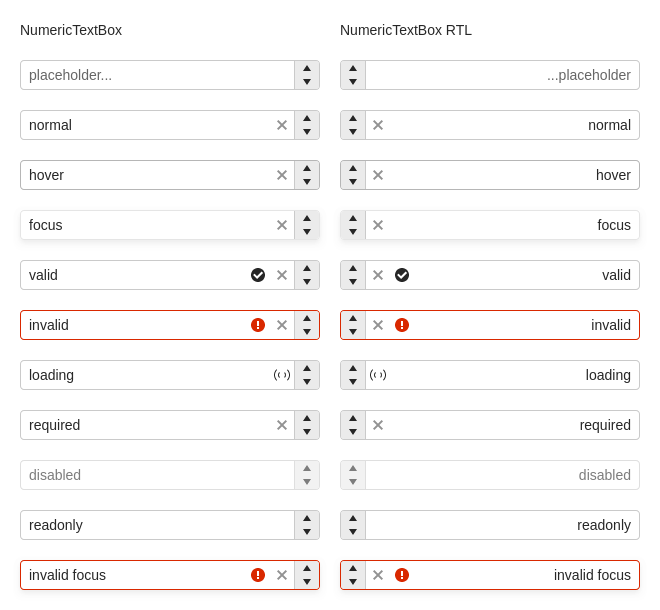 NumericTextBox
placeholder...
normal
hover
focus
valid
invalid
loading
required
disabled
readonly
invalid focus
NumericTextBox RTL
...placeholder
normal
hover
focus
valid
invalid
loading
required
disabled
readonly
invalid focus